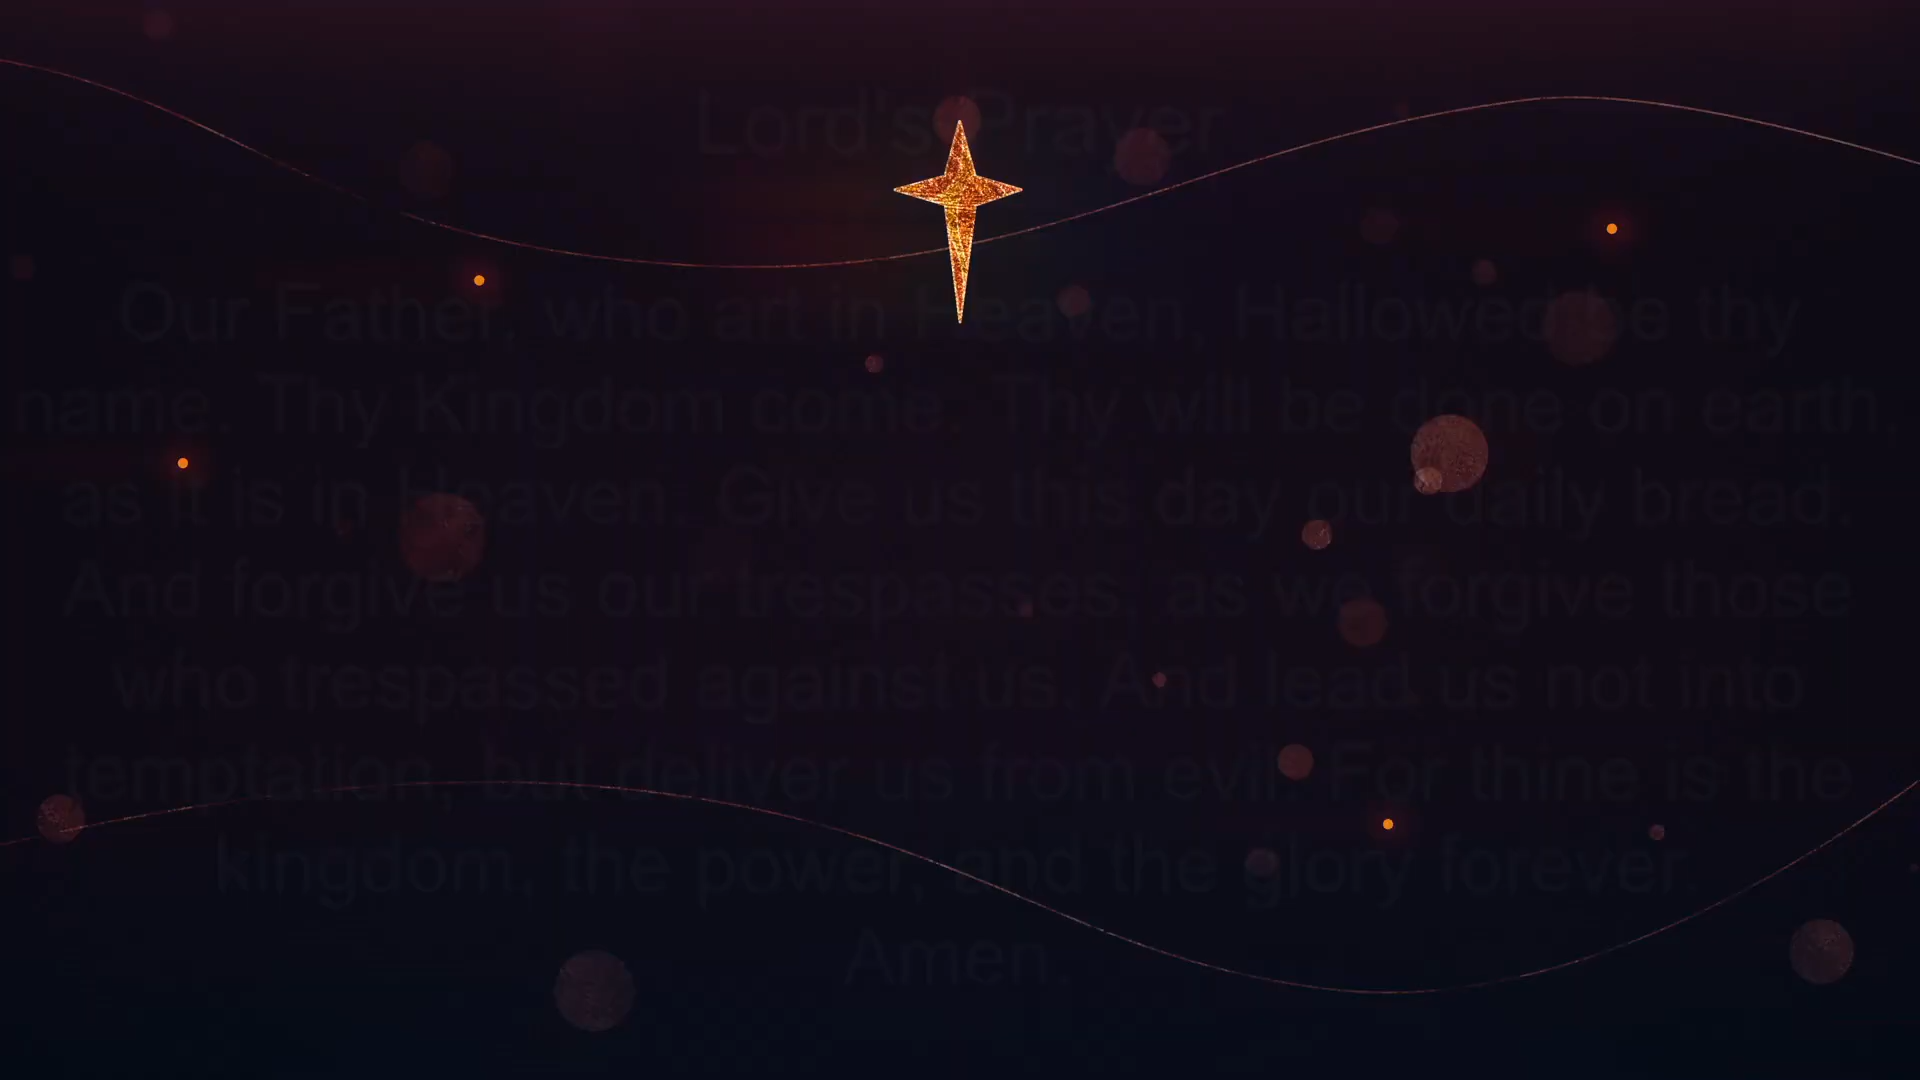 Lord's Prayer
Our Father, who art in Heaven, Hallowed be thy
name. Thy Kingdom come. Thy will be done on earth,
as it is in Heaven. Give us this day our daily bread.
And forgive us our trespasses, as we forgive those
who trespassed against us. And lead us not into
temptation, but deliver us from evil. For thine is the
kingdom, the power, and the glory forever.
Amen.